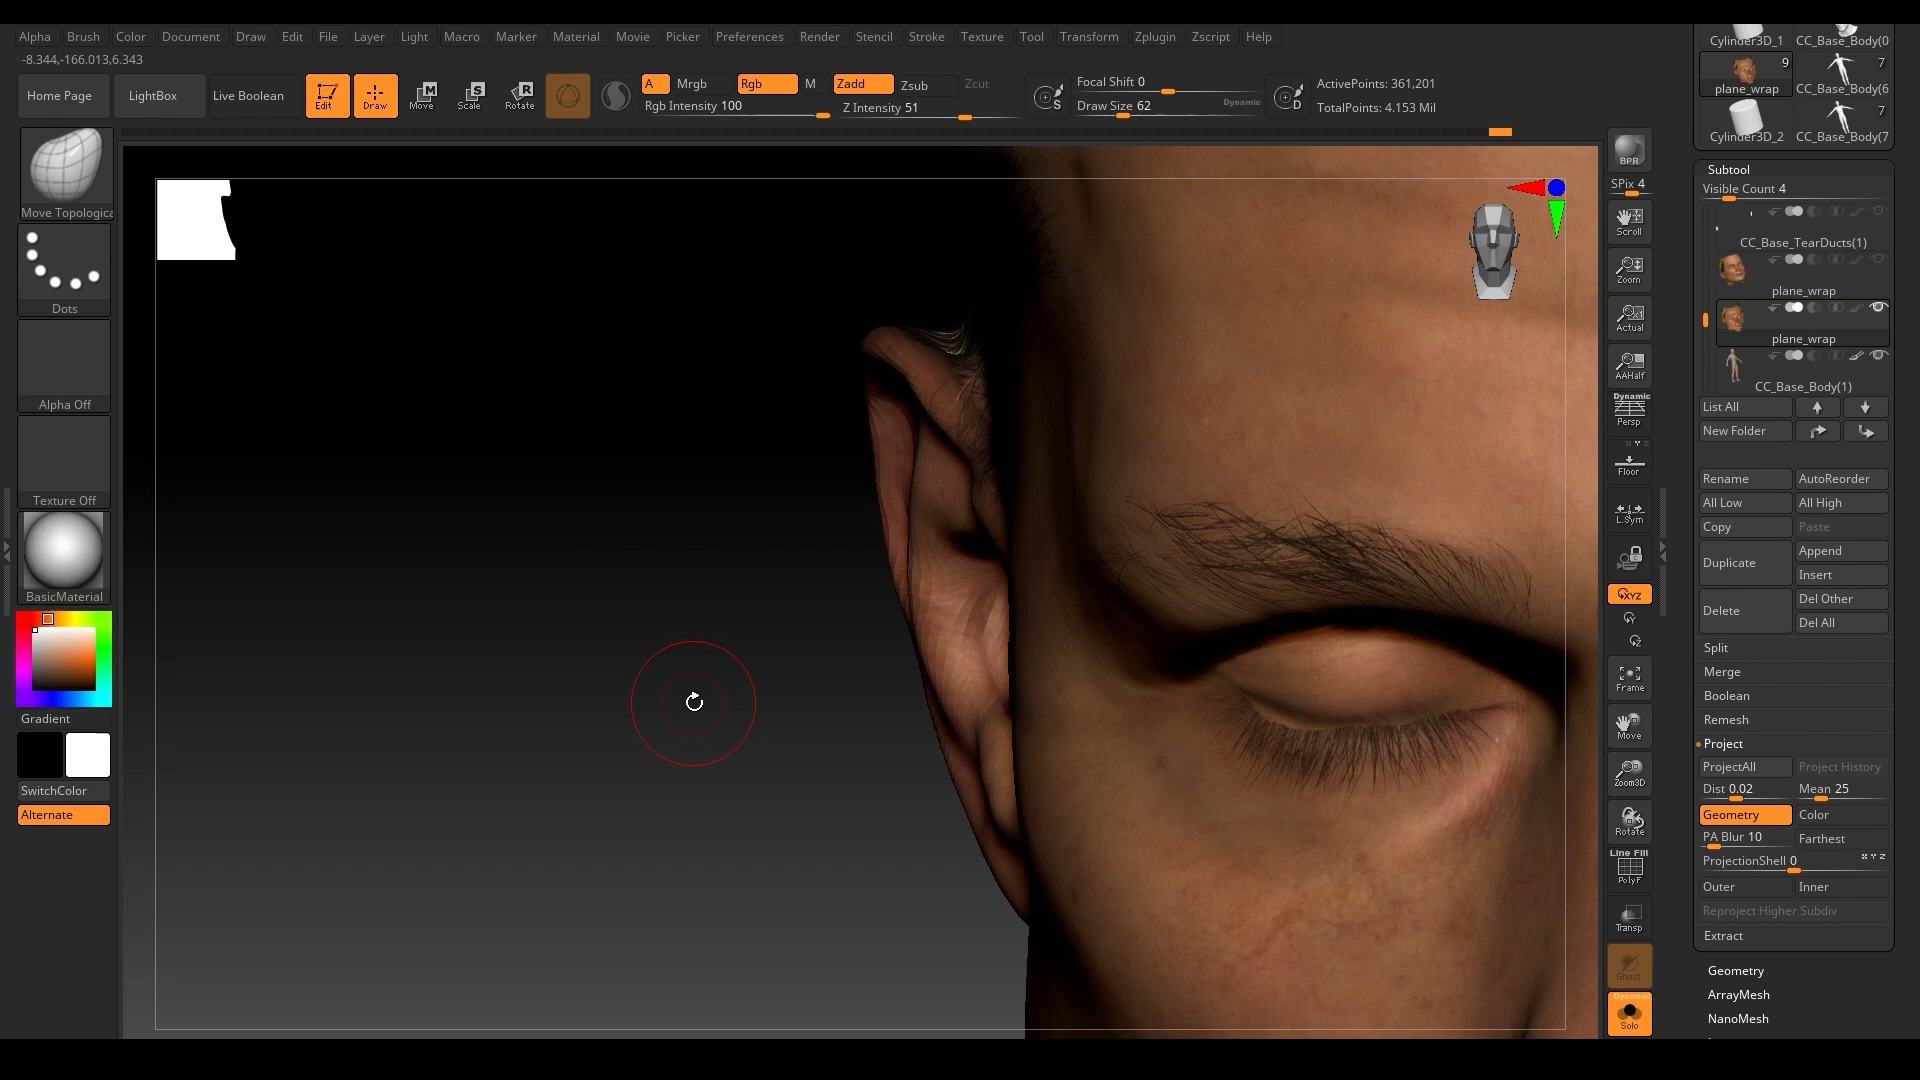 Alpha Brush Color Document Draw Edit File Layer Light Macro Marker Material Movie Picker Preferences Render Stencil Stroke Texture Tool Transform Zplugin Zscript Help
-8.344,-166.013,6.343
Home Page
LightBox
Live Boolean
Edit
Draw
Move
Scale
Rotate
A
Mrgb
Rgb
M
Zadd
Zsub
Zcut
Rgb Intensity 100
Z Intensity 51
S
Focal Shift 0
Draw Size 62
Dynamic
D
ActivePoints: 361,201
TotalPoints: 4.153 Mil
Move Topologica
Dots
Alpha Off
Texture Off
BasicMaterial
Gradient
SwitchColor
Alternate
BPR
SPix 4
Scroll
Zoom
Actual
AAHalf
Dynamic
Persp
Floor
L.Sym
XYZ
Y
Z
Frame
Move
Zoom3D
Rotate
Line Fill
PolyF
Transp
Ghost
Dynamic
Solo
Cylinder3D_1
CC_Base_Body(0
9
7
plane_wrap
CC_Base_Body(6
7
Cylinder3D_2
CC_Base_Body(7
Subtool
Visible Count 4
CC_Base_TearDucts(1)
plane_wrap
plane_wrap
CC_Base_Body(1)
List All
New Folder
Rename
AutoReorder
All Low
All High
Copy
Paste
Duplicate
Append
Insert
Delete
Del Other
Del All
Split
Merge
Boolean
Remesh
Project
ProjectAll
Project History
Dist 0.02
Mean 25
Geometry
Color
PA Blur 10
Farthest
ProjectionShell 0
X Y Z
Outer
Inner
Reproject Higher Subdiv
Extract
Geometry
ArrayMesh
NanoMesh